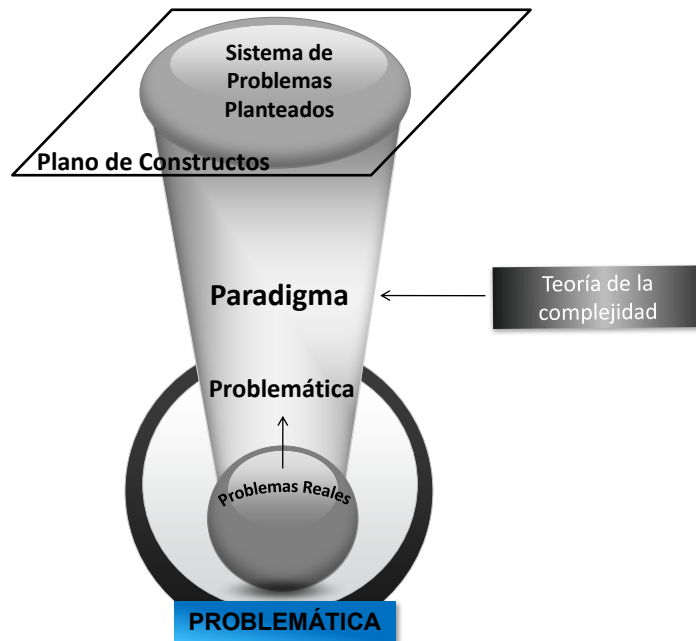 Sistema de
Problemas
Planteados
Plano de Constructos
Paradigma
Teoría de la
complejidad
Problemática
Problemas Reales
PROBLEMÁTICA